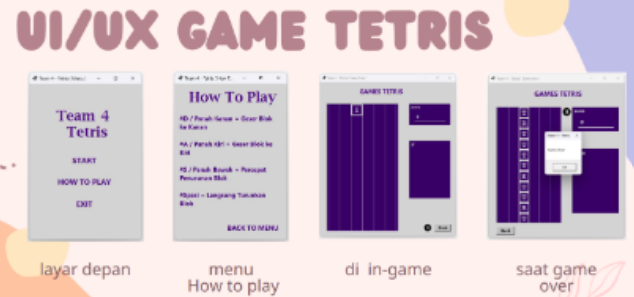 UI/UX GAME TETRIS
Team 4
Tetris
START
HOW TO PLAY
EXIT
layar depan
How To Play
*D / Panah Kanan = Geser Blok
ke Kanan
*A / Panah Kiri = Geser Blok ke
Kiri
*S / Panah Bawah = Percepat
Penurunan Blok
*Spasi = Langsung Turunkan
Blok
BACK TO MENU
menu
How to play
GAMES TETRIS
di in-game
GAMES TETRIS
saat game
over